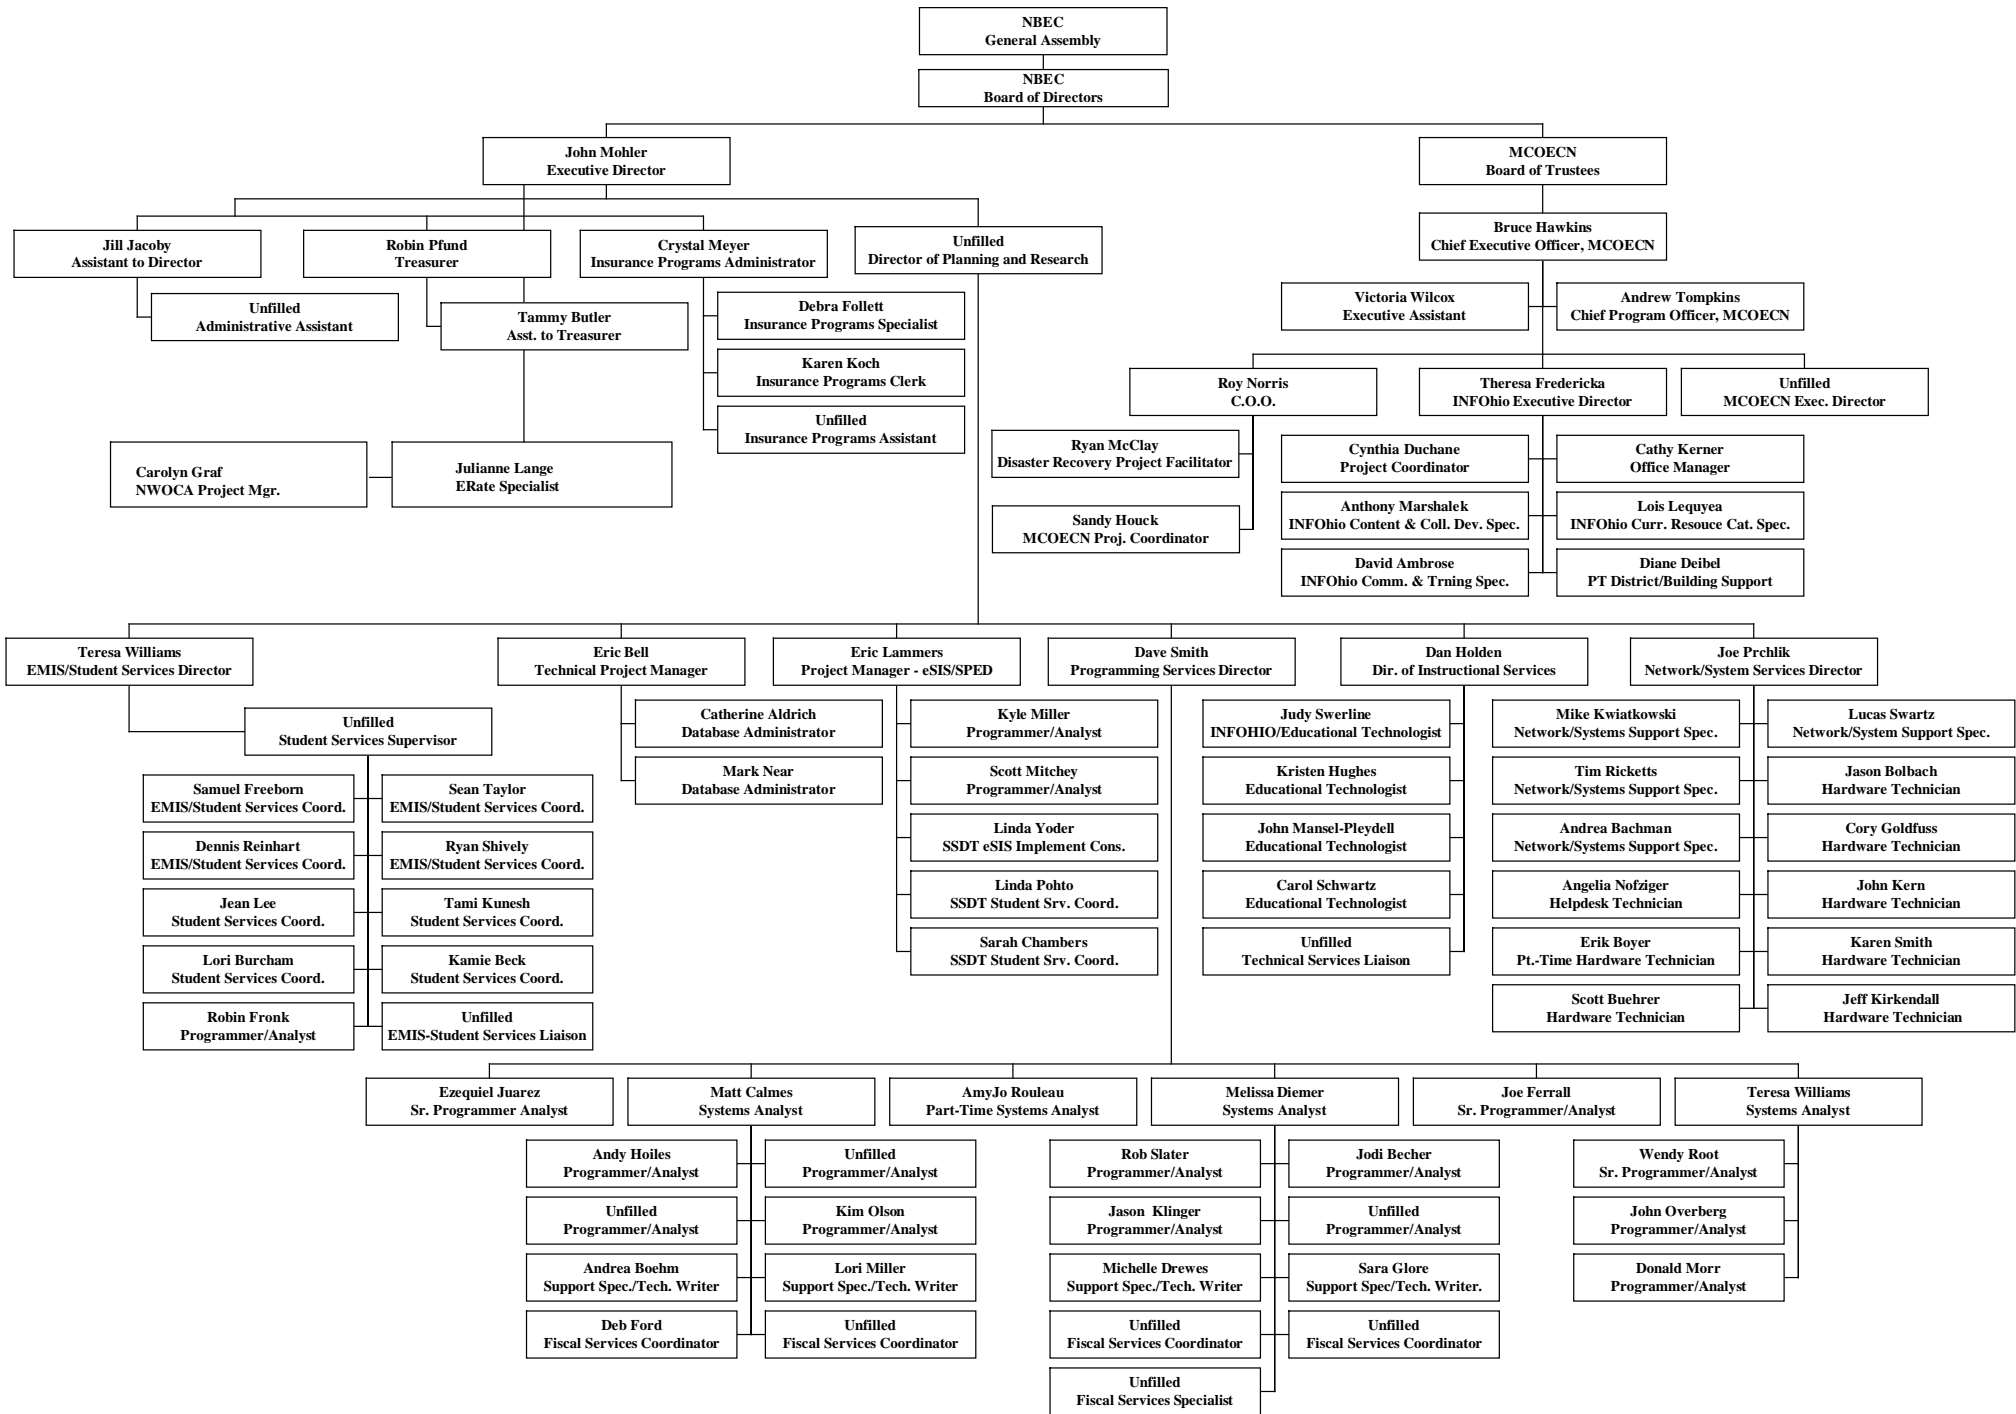 NBEC
General Assembly
NBEC
Board of Directors
John Mohler
Executive Director
MCOECN
Board of Trustees
Jill Jacoby
Assistant to Director
Robin Pfund
Treasurer
Crystal Meyer
Insurance Programs Administrator
Unfilled
Director of Planning and Research
Bruce Hawkins
Chief Executive Officer, MCOECN
Unfilled
Administrative Assistant
Tammy Butler
Asst. to Treasurer
Debra Follett
Insurance Programs Specialist
Karen Koch
Insurance Programs Clerk
Unfilled
Insurance Programs Assistant
Victoria Wilcox
Executive Assistant
Andrew Tompkins
Chief Program Officer, MCOECN
Roy Norris
C.O.O.
Theresa Fredericka
INFOhio Executive Director
Unfilled
MCOECN Exec. Director
Carolyn Graf
NWOCA Project Mgr.
Julianne Lange
ERate Specialist
Ryan McClay
Disaster Recovery Project Facilitator
Sandy Houck
MCOECN Proj. Coordinator
Cynthia Duchane
Project Coordinator
Cathy Kerner
Office Manager
Anthony Marshalek
INFOhio Content & Coll. Dev. Spec.
Lois Lequyea
INFOhio Curr. Resouce Cat. Spec.
David Ambrose
INFOhio Comm. & Trning Spec.
Diane Deibel
PT District/Building Support
Teresa Williams
EMIS/Student Services Director
Eric Bell
Technical Project Manager
Eric Lammers
Project Manager - eSIS/SPED
Dave Smith
Programming Services Director
Dan Holden
Dir. of Instructional Services
Joe Prchlik
Network/System Services Director
Unfilled
Student Services Supervisor
Samuel Freeborn
EMIS/Student Services Coord.
Sean Taylor
EMIS/Student Services Coord.
Dennis Reinhart
EMIS/Student Services Coord.
Ryan Shively
EMIS/Student Services Coord.
Jean Lee
Student Services Coord.
Tami Kunesh
Student Services Coord.
Lori Burcham
Student Services Coord.
Kamie Beck
Student Services Coord.
Robin Fronk
Programmer/Analyst
Unfilled
EMIS-Student Services Liaison
Catherine Aldrich
Database Administrator
Mark Near
Database Administrator
Kyle Miller
Programmer/Analyst
Scott Mitchey
Programmer/Analyst
Linda Yoder
SSDT eSIS Implement Cons.
Linda Pohto
SSDT Student Srv. Coord.
Sarah Chambers
SSDT Student Srv. Coord.
Judy Swerline
INFOHIO/Educational Technologist
Kristen Hughes
Educational Technologist
John Mansel-Pleydell
Educational Technologist
Carol Schwartz
Educational Technologist
Unfilled
Technical Services Liaison
Mike Kwiatkowski
Network/Systems Support Spec.
Lucas Swartz
Network/System Support Spec.
Tim Ricketts
Network/Systems Support Spec.
Jason Bolbach
Hardware Technician
Andrea Bachman
Network/Systems Support Spec.
Cory Goldfuss
Hardware Technician
Angelia Nofziger
Helpdesk Technician
John Kern
Hardware Technician
Erik Boyer
Pt.-Time Hardware Technician
Karen Smith
Hardware Technician
Scott Buehrer
Hardware Technician
Jeff Kirkendall
Hardware Technician
Ezequiel Juarez
Sr. Programmer Analyst
Matt Calmes
Systems Analyst
AmyJo Rouleau
Part-Time Systems Analyst
Melissa Diemer
Systems Analyst
Joe Ferrall
Sr. Programmer/Analyst
Teresa Williams
Systems Analyst
Andy Hoiles
Programmer/Analyst
Unfilled
Programmer/Analyst
Unfilled
Programmer/Analyst
Kim Olson
Programmer/Analyst
Andrea Boehm
Support Spec./Tech. Writer
Lori Miller
Support Spec./Tech. Writer
Deb Ford
Fiscal Services Coordinator
Unfilled
Fiscal Services Coordinator
Rob Slater
Programmer/Analyst
Jodi Becher
Programmer/Analyst
Jason Klinger
Programmer/Analyst
Unfilled
Programmer/Analyst
Michelle Drewes
Support Spec./Tech. Writer
Sara Glore
Support Spec/Tech. Writer.
Unfilled
Fiscal Services Coordinator
Unfilled
Fiscal Services Coordinator
Unfilled
Fiscal Services Specialist
Wendy Root
Sr. Programmer/Analyst
John Overberg
Programmer/Analyst
Donald Morr
Programmer/Analyst